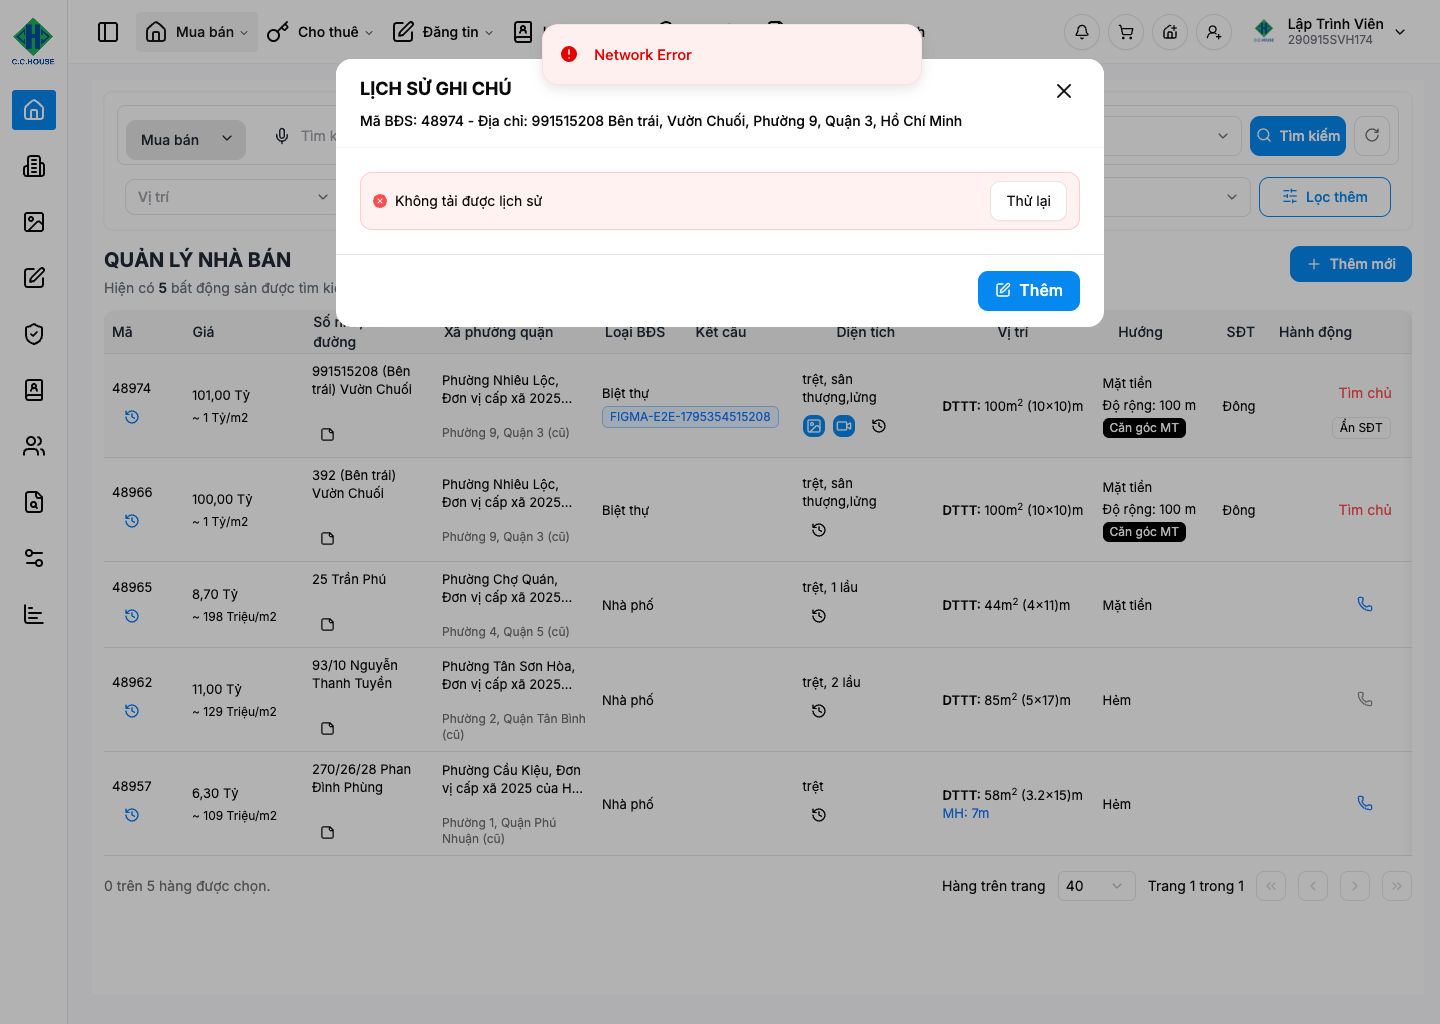 C.C.HOUSE
Mua bán
Cho thuê
Đăng tin
Lập Trình Viên
290915SVH174
Network Error
LỊCH SỬ GHI CHÚ
Mã BĐS: 48974 - Địa chỉ: 991515208 Bên trái, Vườn Chuối, Phường 9, Quận 3, Hồ Chí Minh
Không tải được lịch sử
Thử lại
Thêm
Mua bán
Tìm k
Tìm kiếm
Vị trí
Lọc thêm
QUẢN LÝ NHÀ BÁN
Hiện có 5 bất động sản được tìm
Thêm mới
Mã Giá Số đường Xã phường quận Loại BĐS Kết cấu Diện tích Vị trí Hướng SĐT Hành động
48974
101,00 Tỷ
~ 1 Tỷ/m2
991515208 (Bên
trái) Vườn Chuối
Phường Nhiêu Lộc,
Đơn vị cấp xã 2025...
Phường 9, Quận 3 (cũ)
Biệt thự
FIGMA-E2E-1795354515208
trệt, sân
thượng,lửng
DTTT: 100m2 (10x10)m
Mặt tiền
Độ rộng: 100 m
Căn góc MT
Đông
Tìm chủ
Ẩn SĐT
48966
100,00 Tỷ
~ 1 Tỷ/m2
392 (Bên trái)
Vườn Chuối
Phường Nhiêu Lộc,
Đơn vị cấp xã 2025...
Phường 9, Quận 3 (cũ)
Biệt thự
trệt, sân
thượng,lửng
DTTT: 100m2 (10x10)m
Mặt tiền
Độ rộng: 100 m
Căn góc MT
Đông
Tìm chủ
48965
8,70 Tỷ
~ 198 Triệu/m2
25 Trần Phú
Phường Chợ Quán,
Đơn vị cấp xã 2025...
Phường 4, Quận 5 (cũ)
Nhà phố
trệt, 1 lầu
DTTT: 44m2 (4x11)m
Mặt tiền
48962
11,00 Tỷ
~ 129 Triệu/m2
93/10 Nguyễn
Thanh Tuyền
Phường Tân Sơn Hòa,
Đơn vị cấp xã 2025...
Phường 2, Quận Tân Bình
(cũ)
Nhà phố
trệt, 2 lầu
DTTT: 85m2 (5x17)m
Hẻm
48957
6,30 Tỷ
~ 109 Triệu/m2
270/26/28 Phan
Đình Phùng
Phường Cầu Kiệu, Đơn
vị cấp xã 2025 của H...
Phường 1, Quận Phú
Nhuận (cũ)
Nhà phố
trệt
DTTT: 58m2 (3.2x15)m
MH: 7m
Hẻm
0 trên 5 hàng được chọn.
Hàng trên trang 40 Trang 1 trong 1